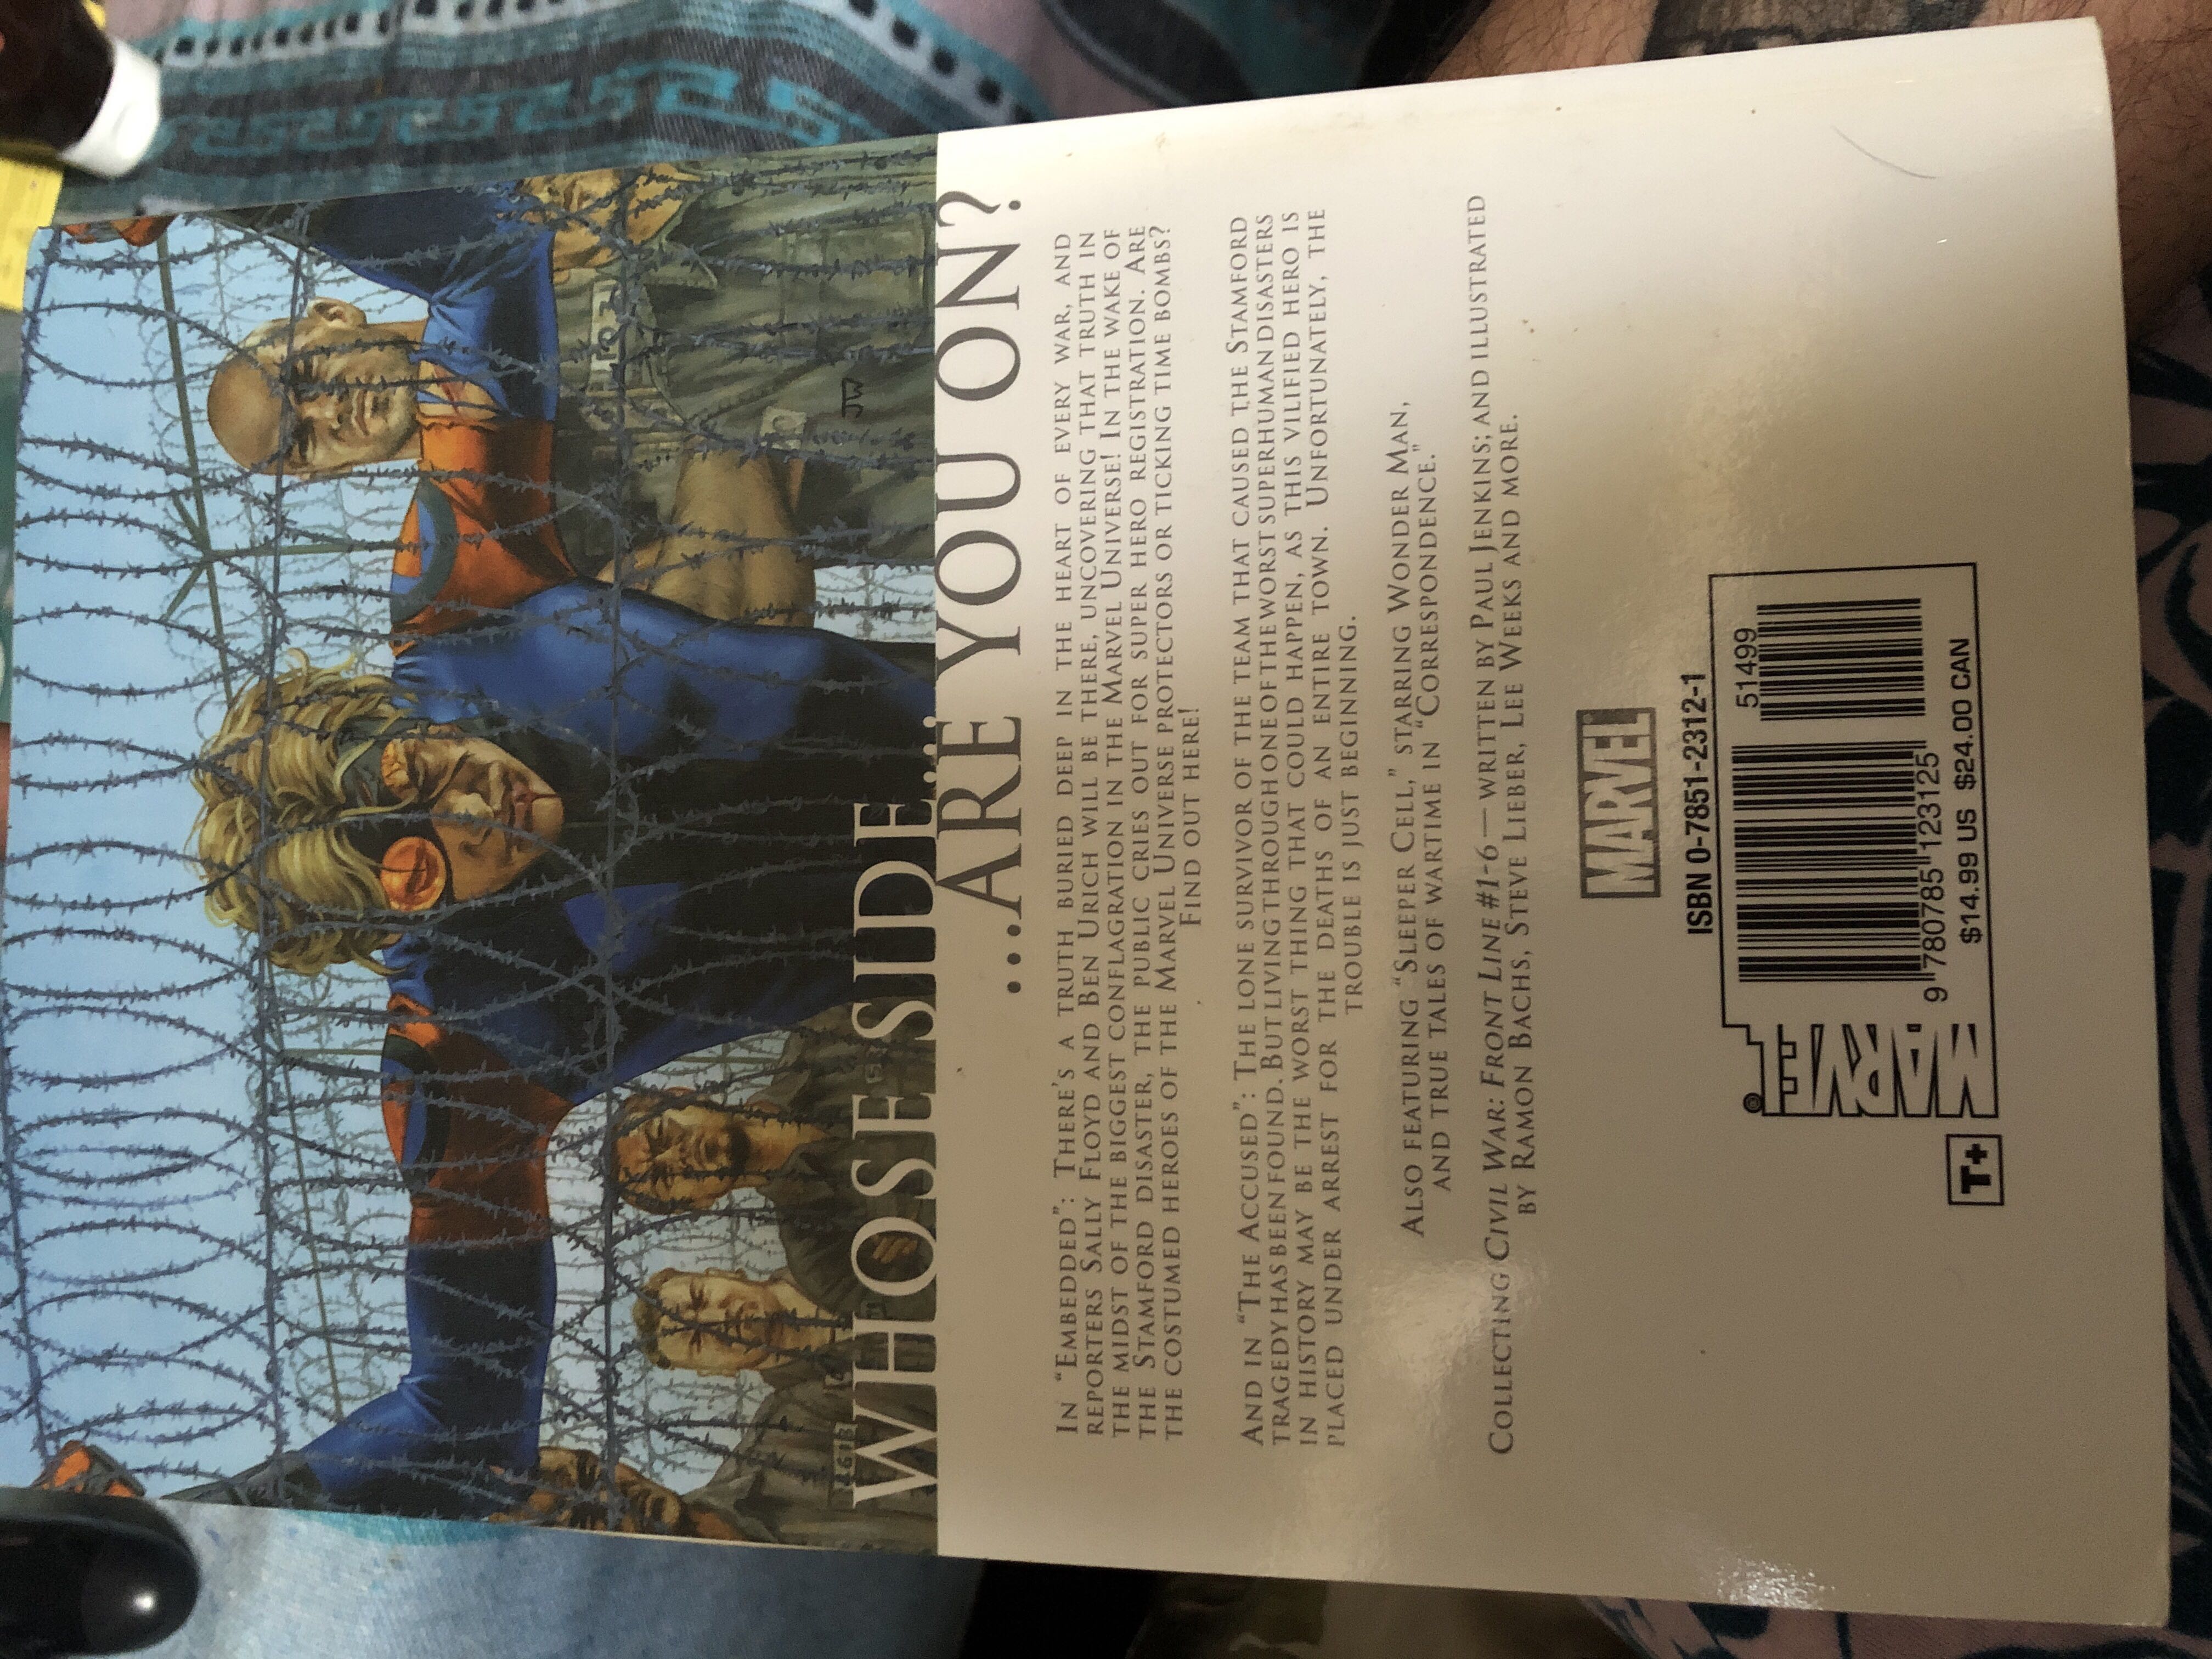 4613
103
JW
WHOSE SIDE...
...ARE YOU ON?
IN “EMBEDDED”: THERE’S A TRUTH BURIED DEEP IN THE HEART OF EVERY WAR, AND
REPORTERS SALLY FLOYD AND BEN URICH WILL BE THERE, UNCOVERING THAT TRUTH IN
THE MIDST OF THE BIGGEST CONFLAGRATION IN THE MARVEL UNIVERSE! IN THE WAKE OF
THE STAMFORD DISASTER, THE PUBLIC CRIES OUT FOR SUPER HERO REGISTRATION. ARE
THE COSTUMED HEROES OF THE MARVEL UNIVERSE PROTECTORS OR TICKING TIME BOMBS?
FIND OUT HERE!
AND IN “THE ACCUSED”: THE LONE SURVIVOR OF THE TEAM THAT CAUSED THE STAMFORD
TRAGEDY HAS BEEN FOUND. BUT LIVING THROUGH ONE OF THE WORST SUPERHUMAN DISASTERS
IN HISTORY MAY BE THE WORST THING THAT COULD HAPPEN, AS THIS VILIFIED HERO IS
PLACED UNDER ARREST FOR THE DEATHS OF AN ENTIRE TOWN. UNFORTUNATELY, THE
TROUBLE IS JUST BEGINNING.
ALSO FEATURING “SLEEPER CELL,” STARRING WONDER MAN,
AND TRUE TALES OF WARTIME IN “CORRESPONDENCE.”
COLLECTING CIVIL WAR: FRONT LINE #1-6 — WRITTEN BY PAUL JENKINS; AND ILLUSTRATED
BY RAMON BACHS, STEVE LIEBER, LEE WEEKS AND MORE.
MARVEL
ISBN 0-7851-2312-1
51499
9 780785 123125
$14.99 US $24.00 CAN
MARVEL®
T+